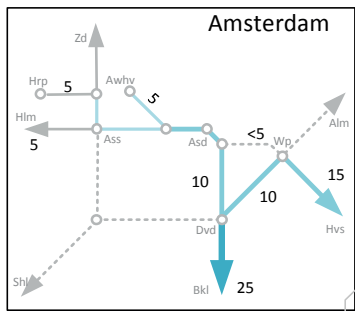 Amsterdam
Zd
Hrp
5
Awhv
5
Hlm
5
Ass
Asd
<5
Wp
Alm
10
10
15
Dvd
Hvs
Shl
Bkl
25